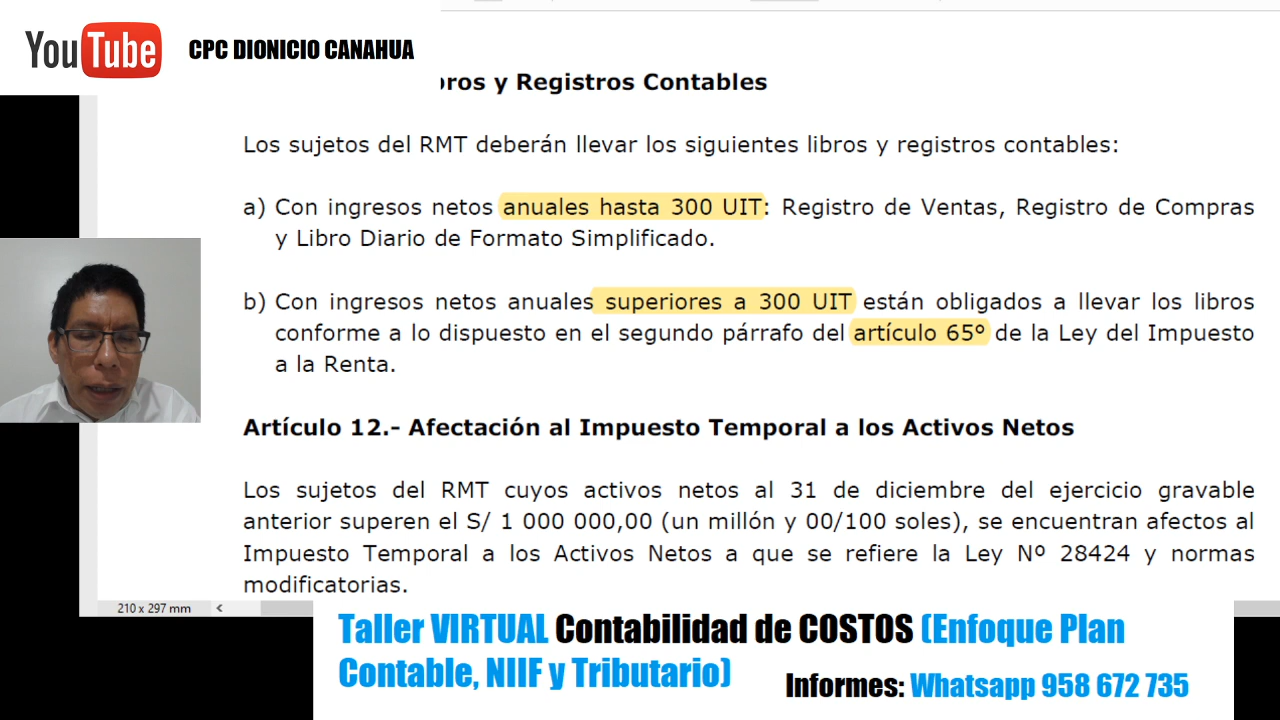 YouTube CPC DIONICIO CANAHUA
bros y Registros Contables
Los sujetos del RMT deberán llevar los siguientes libros y registros contables:
a) Con ingresos netos anuales hasta 300 UIT: Registro de Ventas, Registro de Compras
y Libro Diario de Formato Simplificado.
b) Con ingresos netos anuales superiores a 300 UIT están obligados a llevar los libros
conforme a lo dispuesto en el segundo párrafo del artículo 65º de la Ley del Impuesto
a la Renta.
Artículo 12.- Afectación al Impuesto Temporal a los Activos Netos
Los sujetos del RMT cuyos activos netos al 31 de diciembre del ejercicio gravable
anterior superen el S/ 1 000 000,00 (un millón y 00/100 soles), se encuentran afectos al
Impuesto Temporal a los Activos Netos a que se refiere la Ley Nº 28424 y normas
modificatorias.
210 x 297 mm
Taller VIRTUAL Contabilidad de COSTOS (Enfoque Plan
Contable, NIIF y Tributario)
Informes: Whatsapp 958 672 735